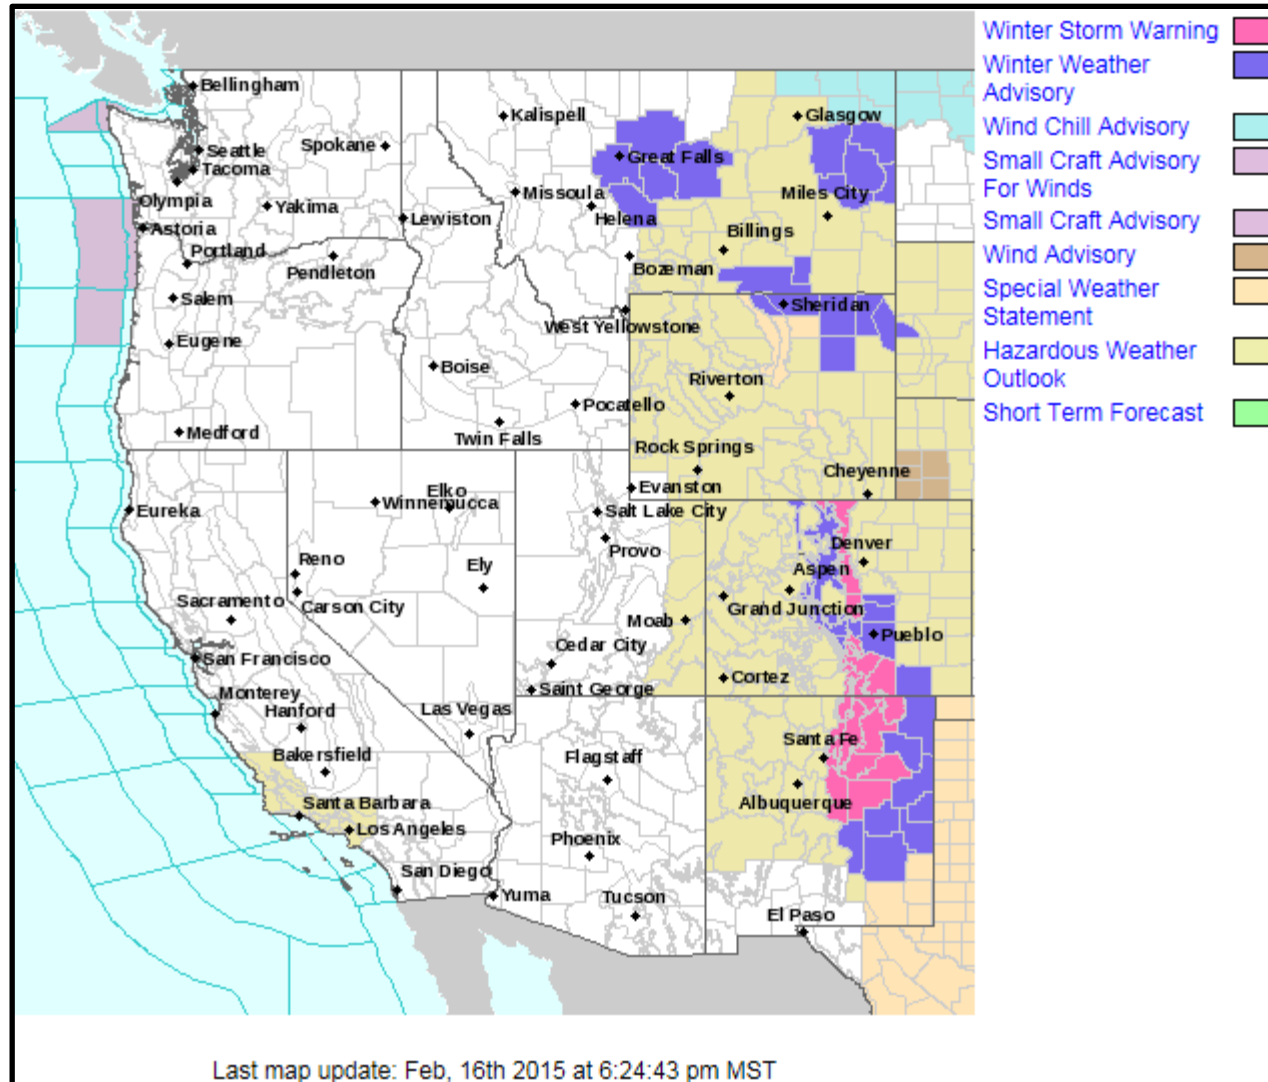 Winter Storm Warning
Winter Weather
Advisory
Wind Chill Advisory
Small Craft Advisory
For Winds
Small Craft Advisory
Wind Advisory
Special Weather
Statement
Hazardous Weather
Outlook
Short Term Forecast
Bellingham
Kalispell
Glasgow
Seattle
Spokane
Great Falls
Tacoma
Olympia
Yakima
Missoula
Miles City
Lewiston
Helena
Astoria
Billings
Portland
Pendleton
Bozeman
Salem
Sheridan
West Yellowstone
Eugene
Boise
Riverton
Pocatello
Medford
Twin Falls
Rock Springs
Cheyenne
Evanston
Elko
Winnemucca
Eureka
Salt Lake City
Provo
Denver
Reno
Ely
Aspen
Sacramento
Carson City
Grand Junction
Moab
Pueblo
San Francisco
Cedar City
Cortez
Saint George
Monterey
Hanford
Las Vegas
Santa Fe
Bakersfield
Flagstaff
Albuquerque
Santa Barbara
Los Angeles
Phoenix
San Diego
Yuma
Tucson
El Paso
Last map update: Feb, 16th 2015 at 6:24:43 pm MST